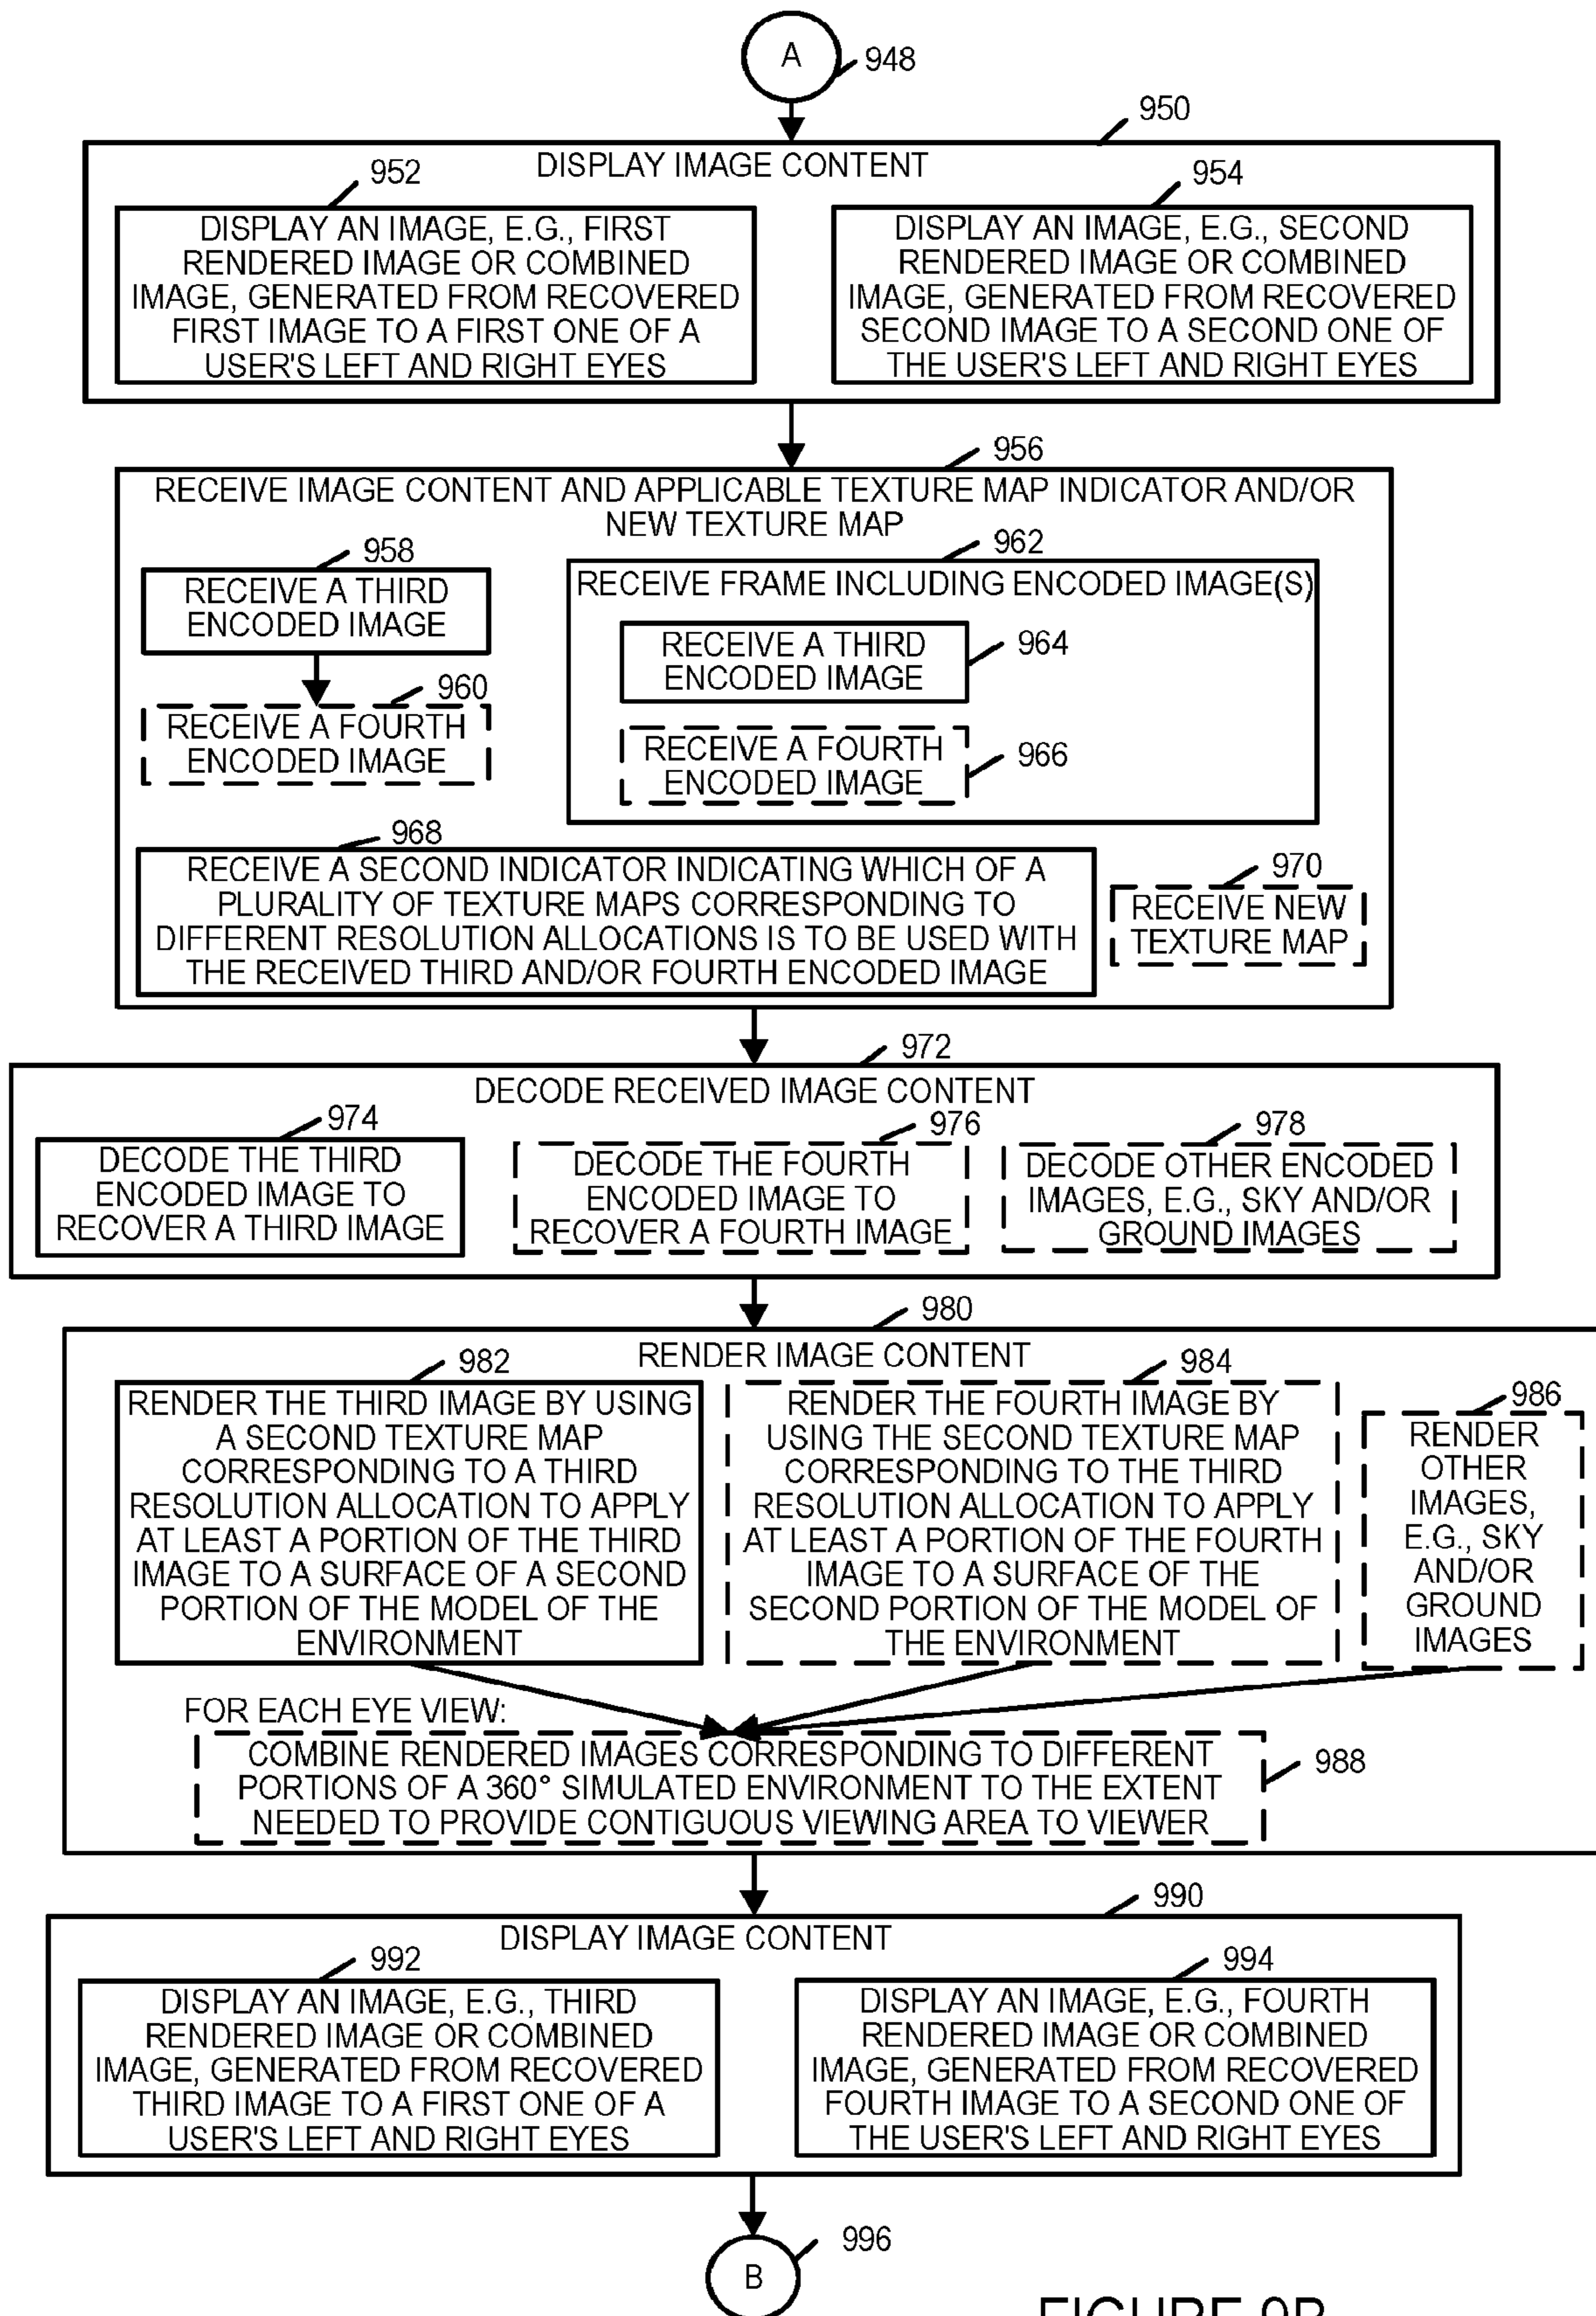 A
948
950
DISPLAY IMAGE CONTENT
952
DISPLAY AN IMAGE, E.G., FIRST
RENDERED IMAGE OR COMBINED
IMAGE, GENERATED FROM RECOVERED
FIRST IMAGE TO A FIRST ONE OF A
USER'S LEFT AND RIGHT EYES
954
DISPLAY AN IMAGE, E.G., SECOND
RENDERED IMAGE OR COMBINED
IMAGE, GENERATED FROM RECOVERED
SECOND IMAGE TO A SECOND ONE OF
THE USER'S LEFT AND RIGHT EYES
956
RECEIVE IMAGE CONTENT AND APPLICABLE TEXTURE MAP INDICATOR AND/OR
NEW TEXTURE MAP
958
RECEIVE A THIRD
ENCODED IMAGE
960
RECEIVE A FOURTH
ENCODED IMAGE
962
RECEIVE FRAME INCLUDING ENCODED IMAGE(S)
RECEIVE A THIRD
ENCODED IMAGE
964
RECEIVE A FOURTH
ENCODED IMAGE
966
968
RECEIVE A SECOND INDICATOR INDICATING WHICH OF A
PLURALITY OF TEXTURE MAPS CORRESPONDING TO
DIFFERENT RESOLUTION ALLOCATIONS IS TO BE USED WITH
THE RECEIVED THIRD AND/OR FOURTH ENCODED IMAGE
970
RECEIVE NEW
TEXTURE MAP
972
DECODE RECEIVED IMAGE CONTENT
974
DECODE THE THIRD
ENCODED IMAGE TO
RECOVER A THIRD IMAGE
976
DECODE THE FOURTH
ENCODED IMAGE TO
RECOVER A FOURTH IMAGE
978
DECODE OTHER ENCODED
IMAGES, E.G., SKY AND/OR
GROUND IMAGES
980
RENDER IMAGE CONTENT
982
RENDER THE THIRD IMAGE BY USING
A SECOND TEXTURE MAP
CORRESPONDING TO A THIRD
RESOLUTION ALLOCATION TO APPLY
AT LEAST A PORTION OF THE THIRD
IMAGE TO A SURFACE OF A SECOND
PORTION OF THE MODEL OF THE
ENVIRONMENT
984
RENDER THE FOURTH IMAGE BY
USING THE SECOND TEXTURE MAP
CORRESPONDING TO THE THIRD
RESOLUTION ALLOCATION TO APPLY
AT LEAST A PORTION OF THE FOURTH
IMAGE TO A SURFACE OF THE
SECOND PORTION OF THE MODEL OF
THE ENVIRONMENT
986
RENDER
OTHER
IMAGES,
E.G., SKY
AND/OR
GROUND
IMAGES
FOR EACH EYE VIEW:
COMBINE RENDERED IMAGES CORRESPONDING TO DIFFERENT
PORTIONS OF A 360° SIMULATED ENVIRONMENT TO THE EXTENT
NEEDED TO PROVIDE CONTIGUOUS VIEWING AREA TO VIEWER
988
990
DISPLAY IMAGE CONTENT
992
DISPLAY AN IMAGE, E.G., THIRD
RENDERED IMAGE OR COMBINED
IMAGE, GENERATED FROM RECOVERED
THIRD IMAGE TO A FIRST ONE OF A
USER'S LEFT AND RIGHT EYES
994
DISPLAY AN IMAGE, E.G., FOURTH
RENDERED IMAGE OR COMBINED
IMAGE, GENERATED FROM RECOVERED
FOURTH IMAGE TO A SECOND ONE OF
THE USER'S LEFT AND RIGHT EYES
B
996
FIGURE 9B